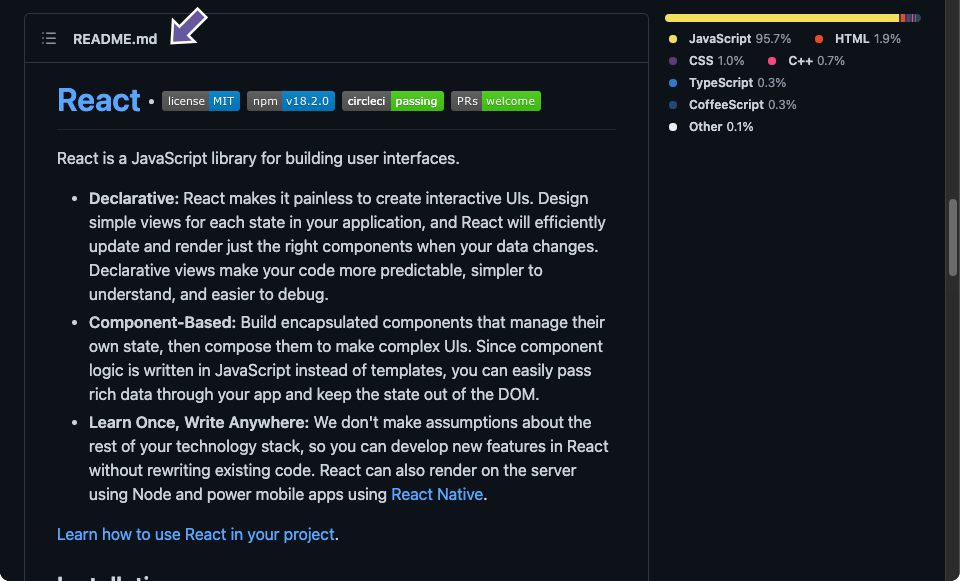 README.md
React • license MIT npm v18.2.0 circleci passing PRs welcome
React is a JavaScript library for building user interfaces.
• Declarative: React makes it painless to create interactive UIs. Design
simple views for each state in your application, and React will efficiently
update and render just the right components when your data changes.
Declarative views make your code more predictable, simpler to
understand, and easier to debug.
• Component-Based: Build encapsulated components that manage their
own state, then compose them to make complex UIs. Since component
logic is written in JavaScript instead of templates, you can easily pass
rich data through your app and keep the state out of the DOM.
• Learn Once, Write Anywhere: We don't make assumptions about the
rest of your technology stack, so you can develop new features in React
without rewriting existing code. React can also render on the server
using Node and power mobile apps using React Native.
Learn how to use React in your project.
JavaScript 95.7% HTML 1.9%
CSS 1.0% C++ 0.7%
TypeScript 0.3%
CoffeeScript 0.3%
Other 0.1%